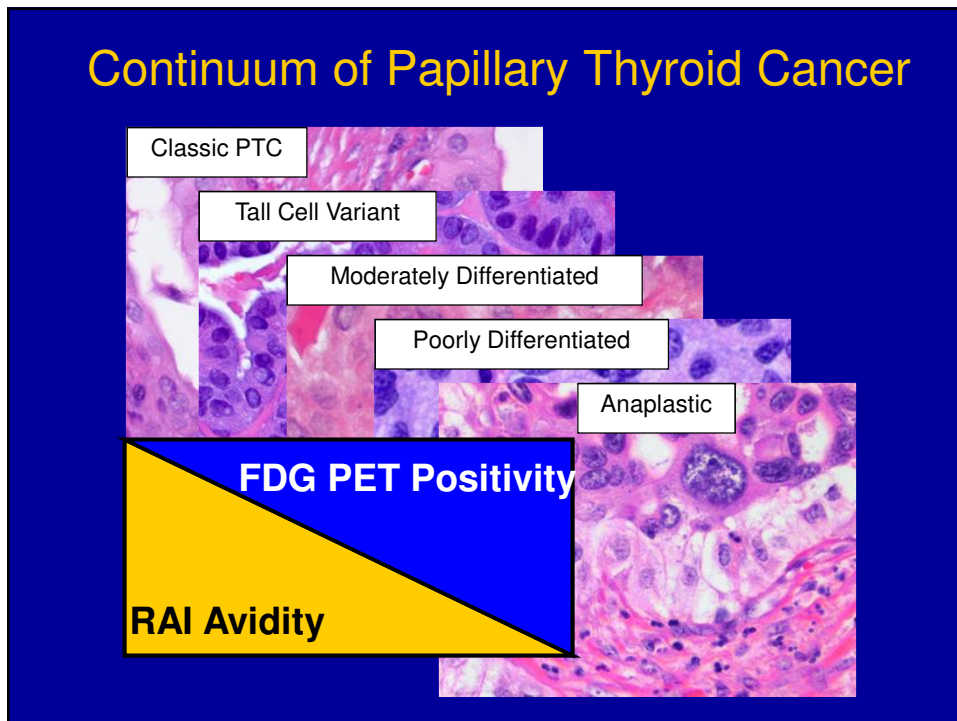 Continuum of Papillary Thyroid Cancer
Classic PTC
Tall Cell Variant
Moderately Differentiated
Poorly Differentiated
Anaplastic
FDG PET Positivity
RAI Avidity